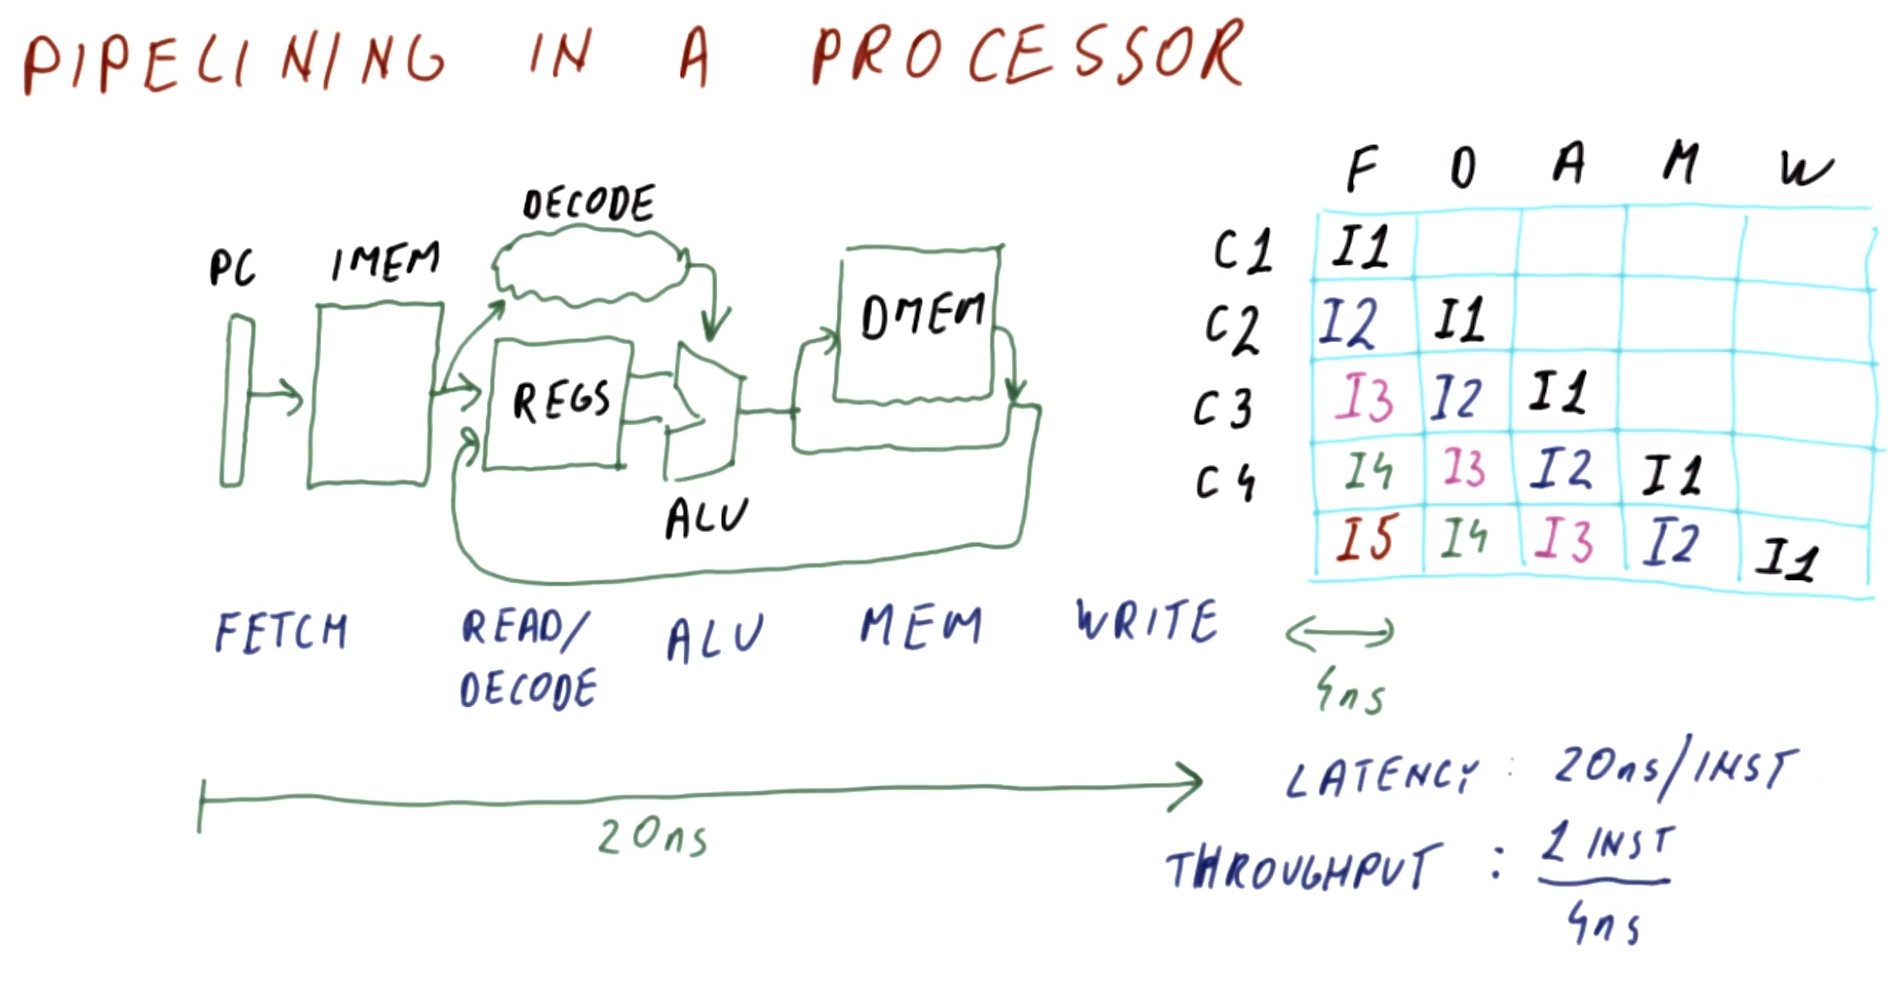 PIPELINING IN A PROCESSOR
F D A M W
DECODE
PC IMEM
C1 I1
C2 I2 I1
DMEM
REGS
C3 I3 I2 I1
C4 I4 I3 I2 I1
ALU
I5 I4 I3 I2 I1
FETCH READ/ ALU MEM WRITE
DECODE
4ns
20ns
LATENCY : 20ns/INST
THROUGHPUT : 1 INST
4ns